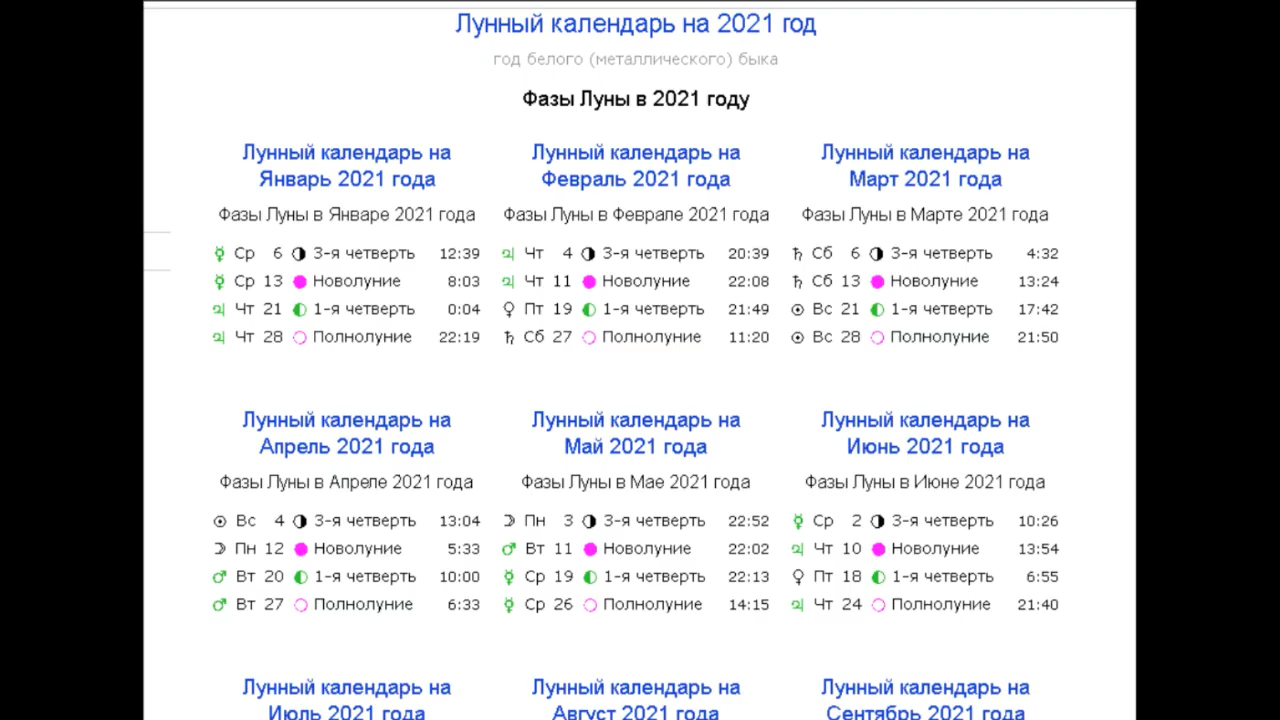 Лунный календарь на 2021 год
год белого (металлического) быка
Фазы Луны в 2021 году
Лунный календарь на
Январь 2021 года
Фазы Луны в Январе 2021 года
Ср 6 3-я четверть 12:39
Ср 13 Новолуние 8:03
Чт 21 1-я четверть 0:04
Чт 28 Полнолуние 22:19
Лунный календарь на
Февраль 2021 года
Фазы Луны в Феврале 2021 года
Чт 4 3-я четверть 20:39
Чт 11 Новолуние 22:08
Пт 19 1-я четверть 21:49
Сб 27 Полнолуние 11:20
Лунный календарь на
Март 2021 года
Фазы Луны в Марте 2021 года
Сб 6 3-я четверть 4:32
Сб 13 Новолуние 13:24
Вс 21 1-я четверть 17:42
Вс 28 Полнолуние 21:50
Лунный календарь на
Апрель 2021 года
Фазы Луны в Апреле 2021 года
Вс 4 3-я четверть 13:04
Пн 12 Новолуние 5:33
Вт 20 1-я четверть 10:00
Вт 27 Полнолуние 6:33
Лунный календарь на
Май 2021 года
Фазы Луны в Мае 2021 года
Пн 3 3-я четверть 22:52
Вт 11 Новолуние 22:02
Ср 19 1-я четверть 22:13
Ср 26 Полнолуние 14:15
Лунный календарь на
Июнь 2021 года
Фазы Луны в Июне 2021 года
Ср 2 3-я четверть 10:26
Чт 10 Новолуние 13:54
Пт 18 1-я четверть 6:55
Чт 24 Полнолуние 21:40
Лунный календарь на
Июль 2021 года
Лунный календарь на
Август 2021 года
Лунный календарь на
Сентябрь 2021 года